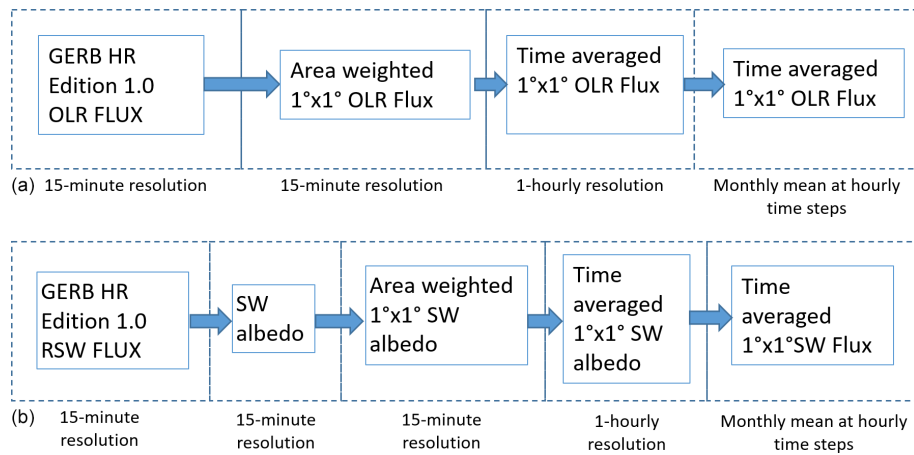 GERB HR
Edition 1.0
OLR FLUX
Area weighted
1°x1° OLR Flux
Time averaged
1°x1° OLR Flux
Time averaged
1°x1° OLR Flux
(a)
15-minute resolution
15-minute resolution
1-hourly resolution
Monthly mean at hourly
time steps
GERB HR
Edition 1.0
RSW FLUX
SW
albedo
Area weighted
1°x1° SW
albedo
Time
averaged
1°x1° SW
albedo
Time
averaged
1°x1°SW Flux
(b)
15-minute
resolution
15-minute
resolution
15-minute
resolution
1-hourly
resolution
Monthly mean at hourly
time steps